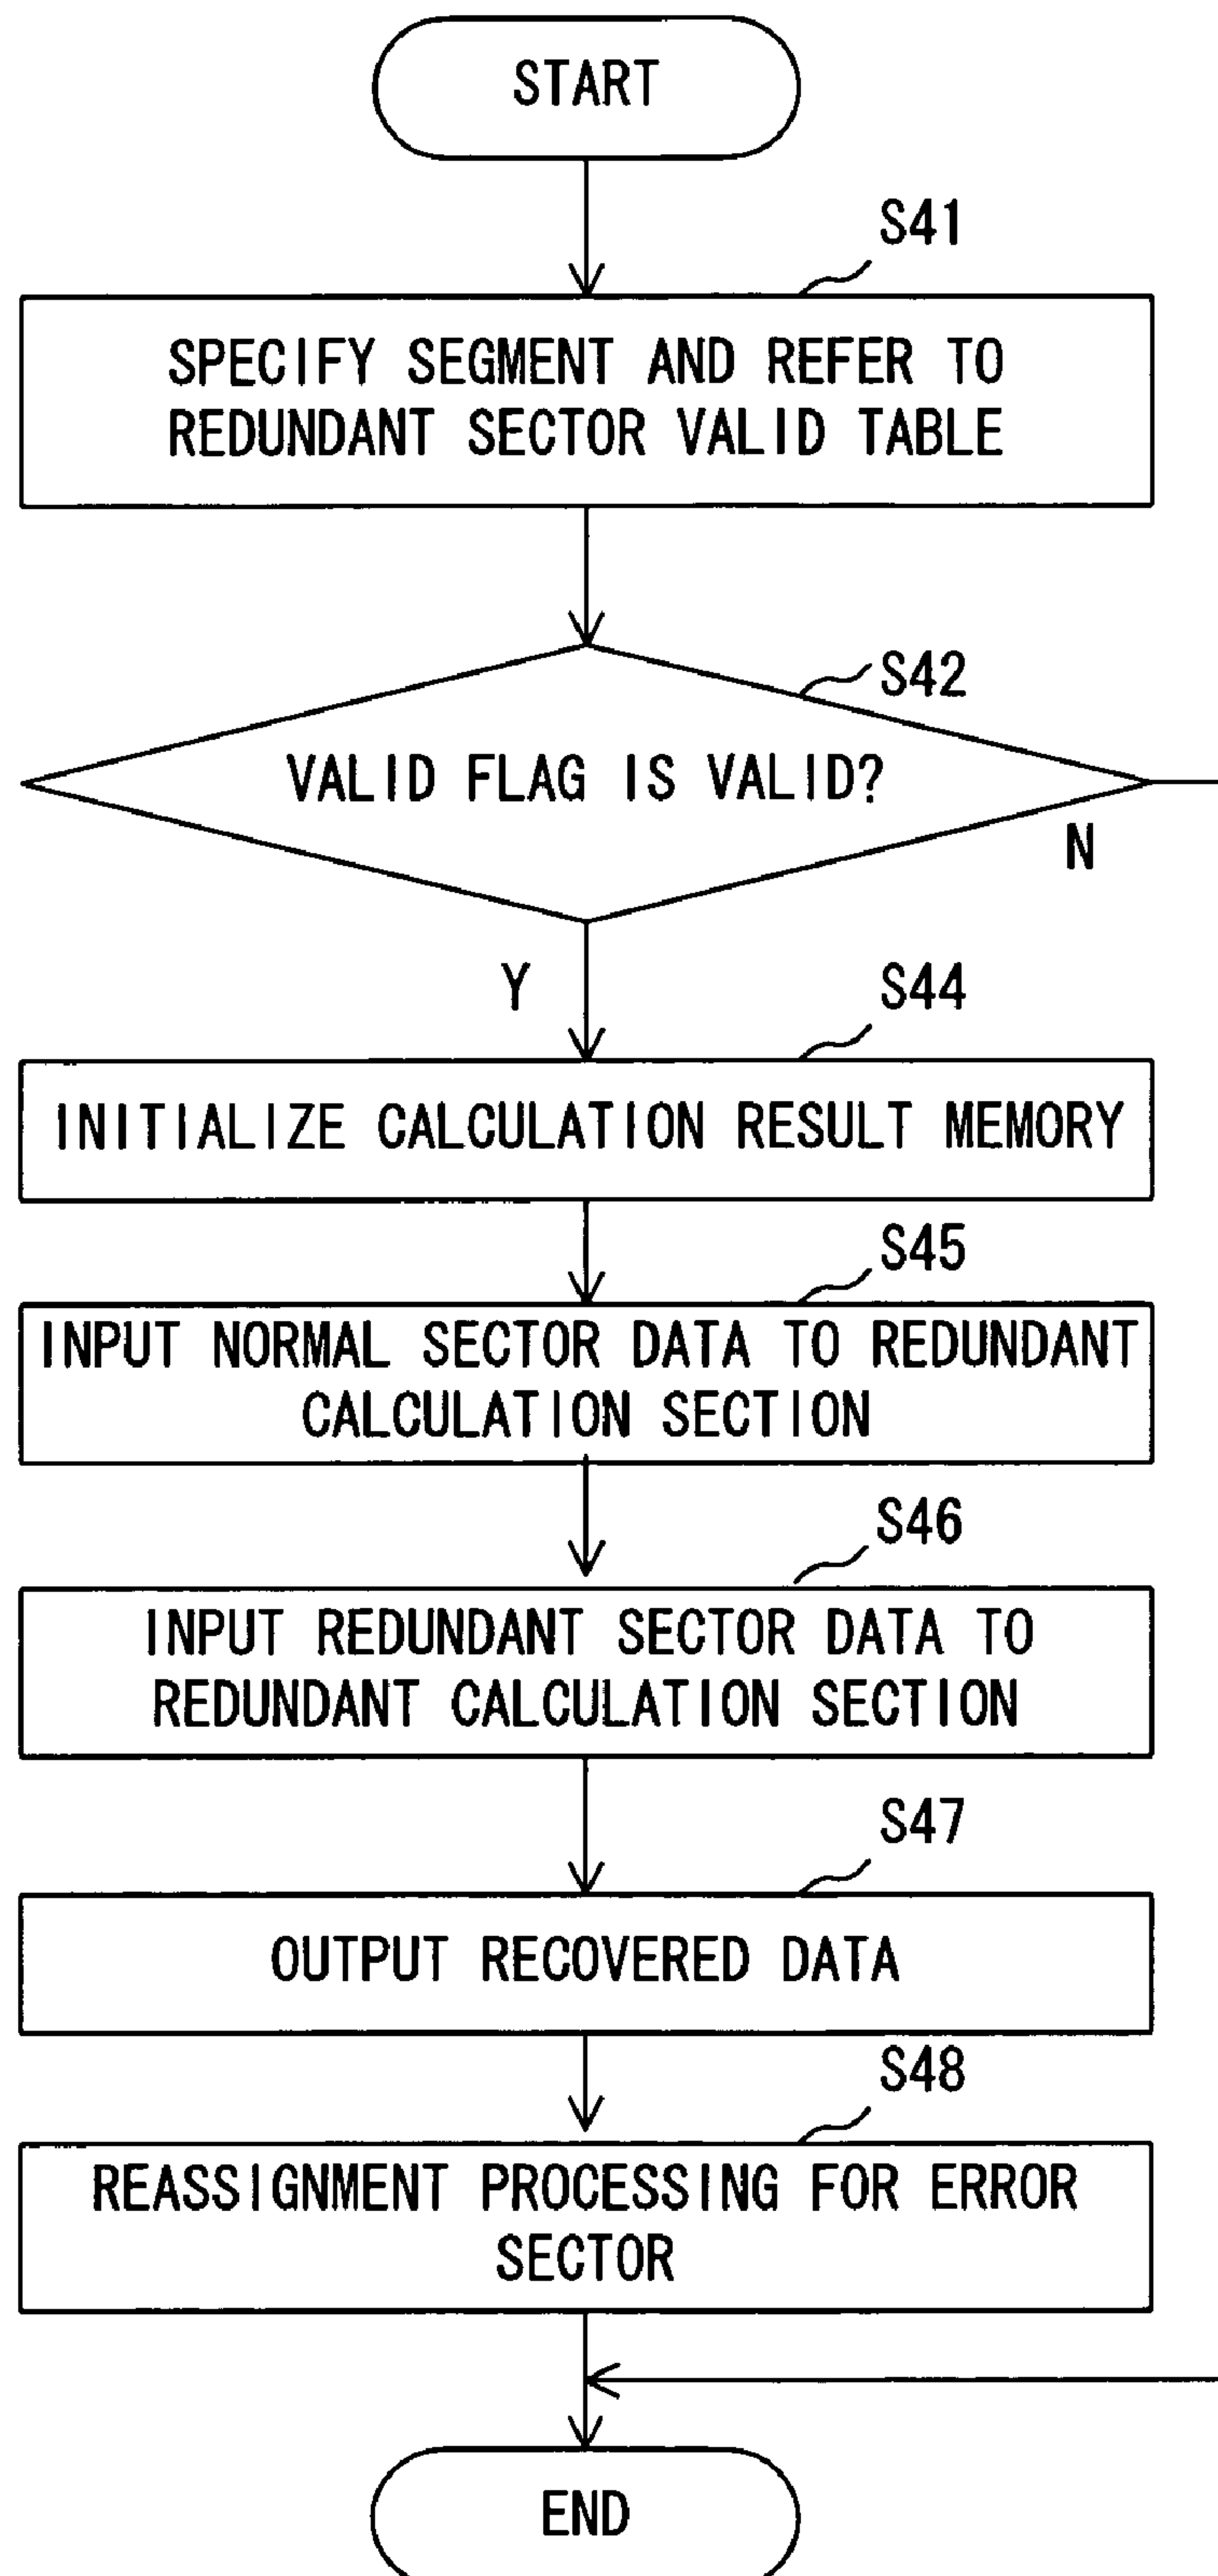 START
S41
SPECIFY SEGMENT AND REFER TO
REDUNDANT SECTOR VALID TABLE
S42
VALID FLAG IS VALID?
N
Y
S44
INITIALIZE CALCULATION RESULT MEMORY
S45
INPUT NORMAL SECTOR DATA TO REDUNDANT
CALCULATION SECTION
S46
INPUT REDUNDANT SECTOR DATA TO
REDUNDANT CALCULATION SECTION
S47
OUTPUT RECOVERED DATA
S48
REASSIGNMENT PROCESSING FOR ERROR
SECTOR
END